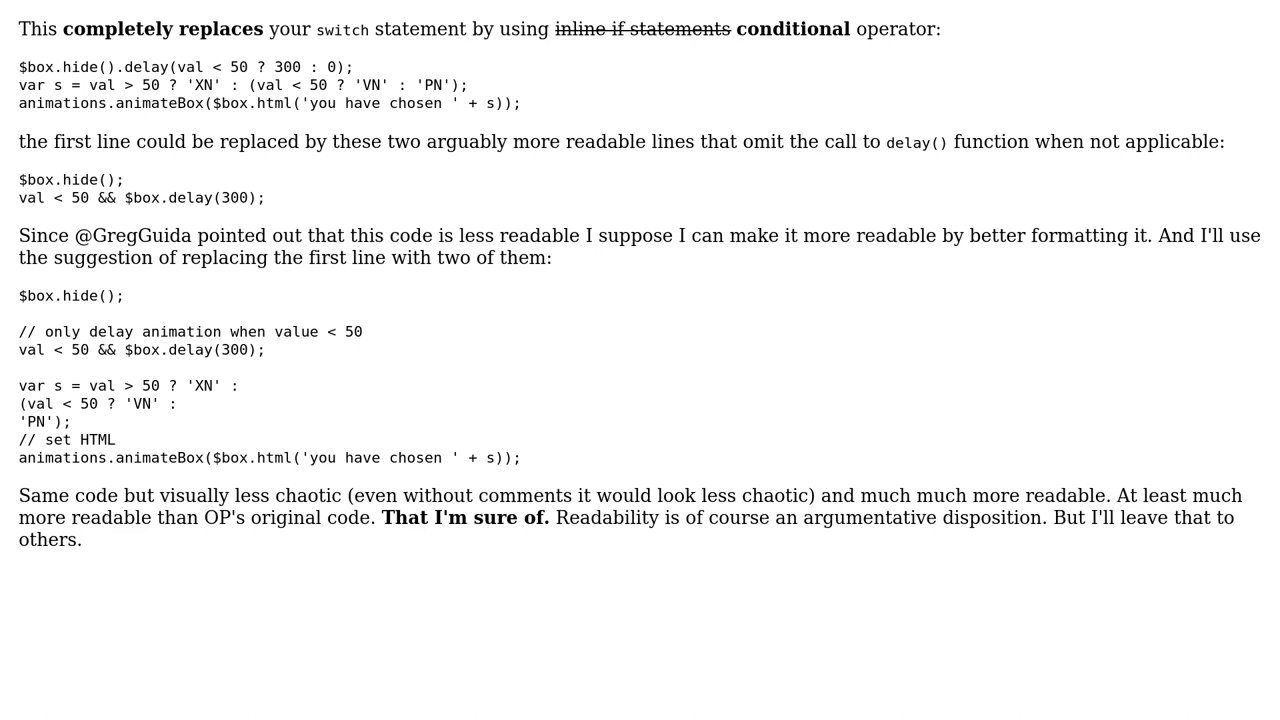 This completely replaces your switch statement by using inline if statements conditional operator:
$box.hide().delay(val < 50 ? 300 : 0);
var s = val > 50 ? 'XN' : (val < 50 ? 'VN' : 'PN');
animations.animateBox($box.html('you have chosen ' + s));
the first line could be replaced by these two arguably more readable lines that omit the call to delay() function when not applicable:
$box.hide();
val < 50 && $box.delay(300);
Since @GregGuida pointed out that this code is less readable I suppose I can make it more readable by better formatting it. And I'll use
the suggestion of replacing the first line with two of them:
$box.hide();
// only delay animation when value < 50
val < 50 && $box.delay(300);
var s = val > 50 ? 'XN' :
(val < 50 ? 'VN' :
'PN');
// set HTML
animations.animateBox($box.html('you have chosen ' + s));
Same code but visually less chaotic (even without comments it would look less chaotic) and much much more readable. At least much
more readable than OP's original code. That I'm sure of. Readability is of course an argumentative disposition. But I'll leave that to
others.